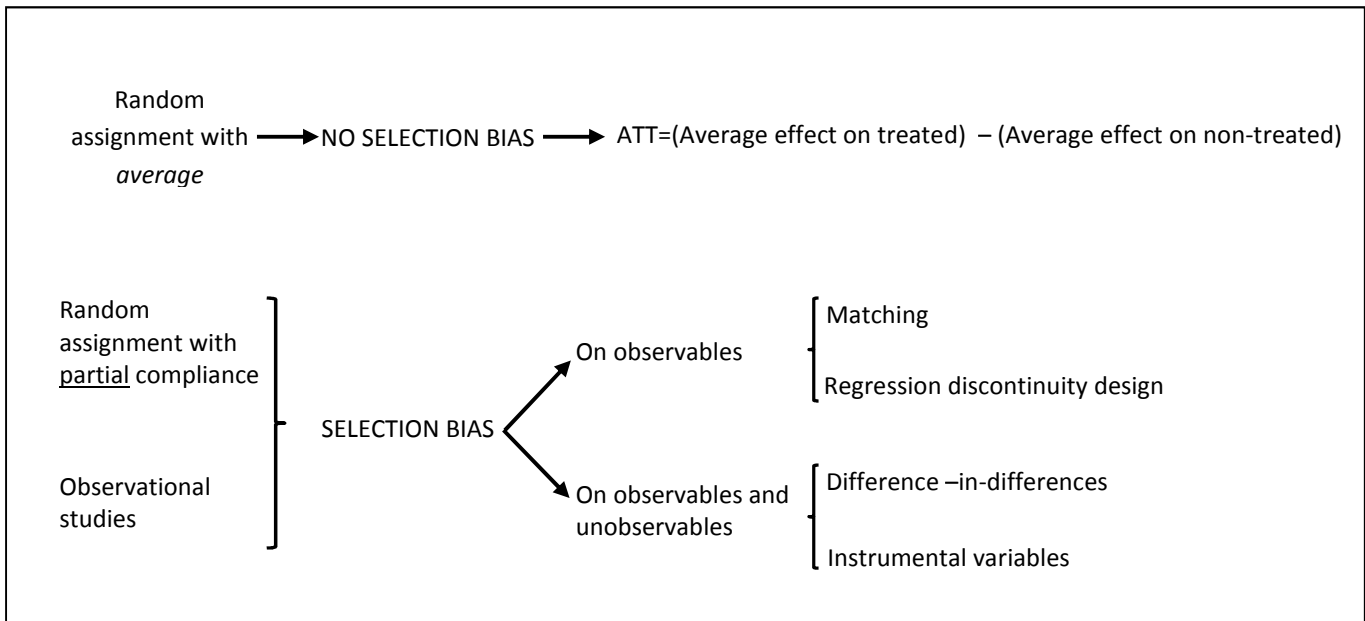 Random
assignment with
average
NO SELECTION BIAS
ATT=(Average effect on treated) – (Average effect on non-treated)
Random
assignment with
partial compliance
Observational
studies
SELECTION BIAS
On observables
Matching
Regression discontinuity design
On observables and
unobservables
Difference –in-differences
Instrumental variables